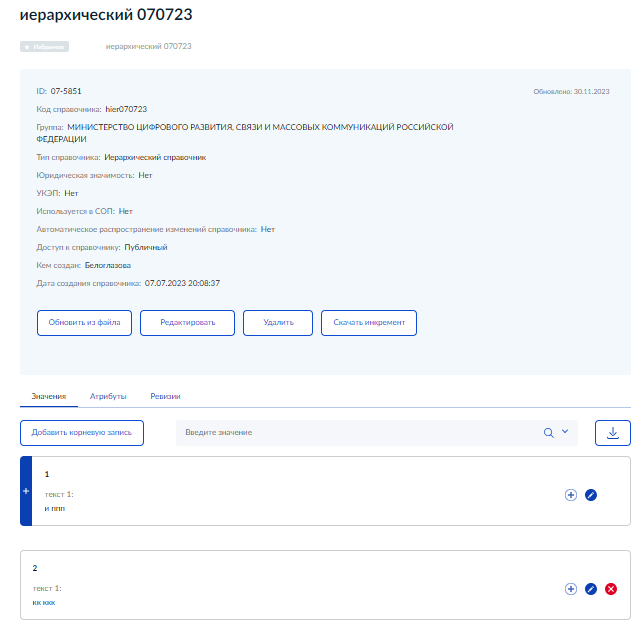 иерархический 070723
Избранное
иерархический 070723
ID: 07-5851
Обновлено: 30.11.2023
Код справочника: hier070723
Группа: МИНИСТЕРСТВО ЦИФРОВОГО РАЗВИТИЯ, СВЯЗИ И МАССОВЫХ КОММУНИКАЦИЙ РОССИЙСКОЙ
ФЕДЕРАЦИИ
Тип справочника: Иерархический справочник
Юридическая значимость: Нет
УКЭП: Нет
Используется в СОП: Нет
Автоматическое распространение изменений справочника: Нет
Доступ к справочнику: Публичный
Кем создан: Белоглазова
Дата создания справочника: 07.07.2023 20:08:37
Обновить из файла
Редактировать
Удалить
Скачать инкремент
Значения
Атрибуты
Ревизии
Добавить корневую запись
Введите значение
1
текст 1:
и ппп
2
текст 1:
кк ккк